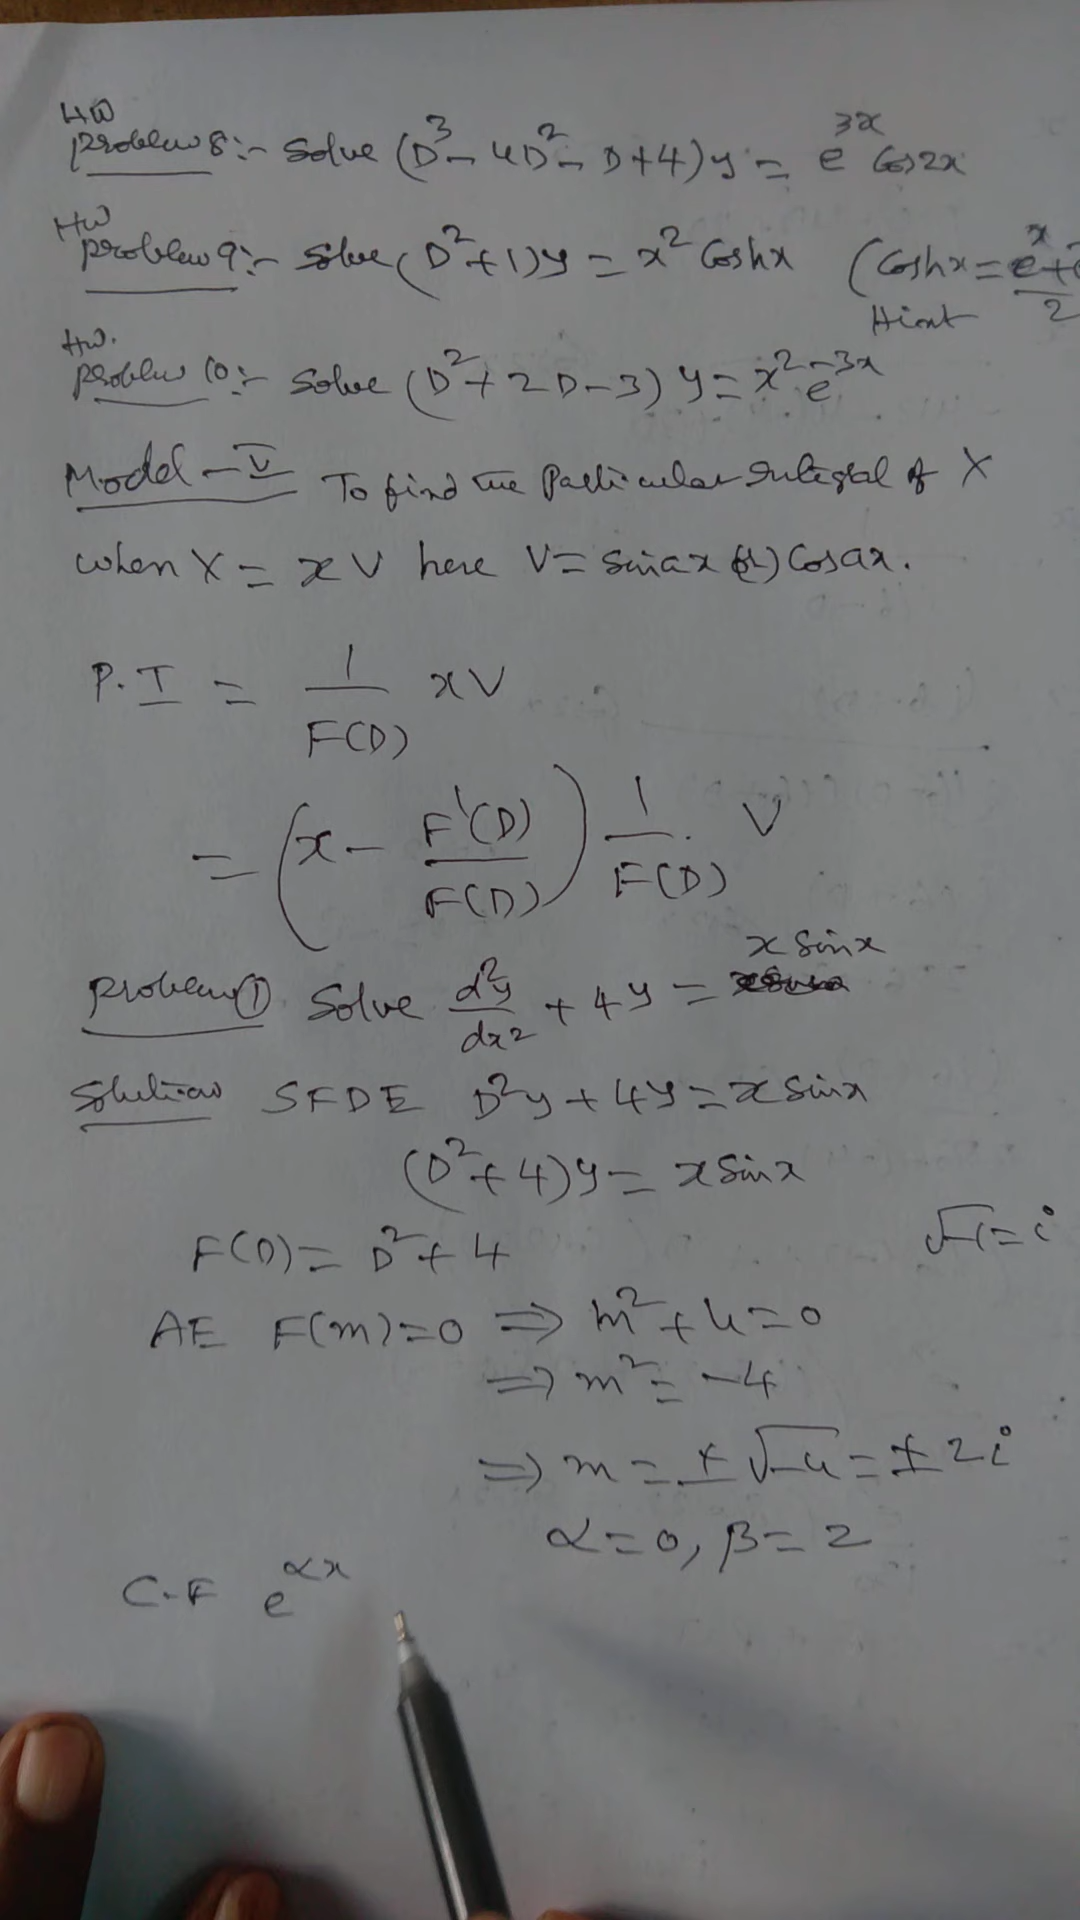 HW
Problem 8:- Solve (D³ - 4D² - D + 4)y = e^{3x} Cos2x
HW
Problem 9:- Solve (D² + 1)y = x² Coshx (Coshx = e^x +
Hint 2
HW.
Problem 10:- Solve (D² + 2D - 3) y = x² e^{-3x}
Model - V To find the Particular Integral of X
when X = xV here V = sinax (or) Cosax.
P.I = 1/F(D) xV
= (x - F'(D)/F(D)) 1/F(D). V
Problem ① Solve d²y/dx² + 4y = x sinx
Solution SFDE D²y + 4y = x sinx
(D² + 4)y = x sinx
F(D) = D² + 4 √-1 = i
AE F(m) = 0 ⇒ m² + 4 = 0
⇒ m² = -4
⇒ m = ± √-4 = ± 2i
α = 0, β = 2
C.F e^{αx}